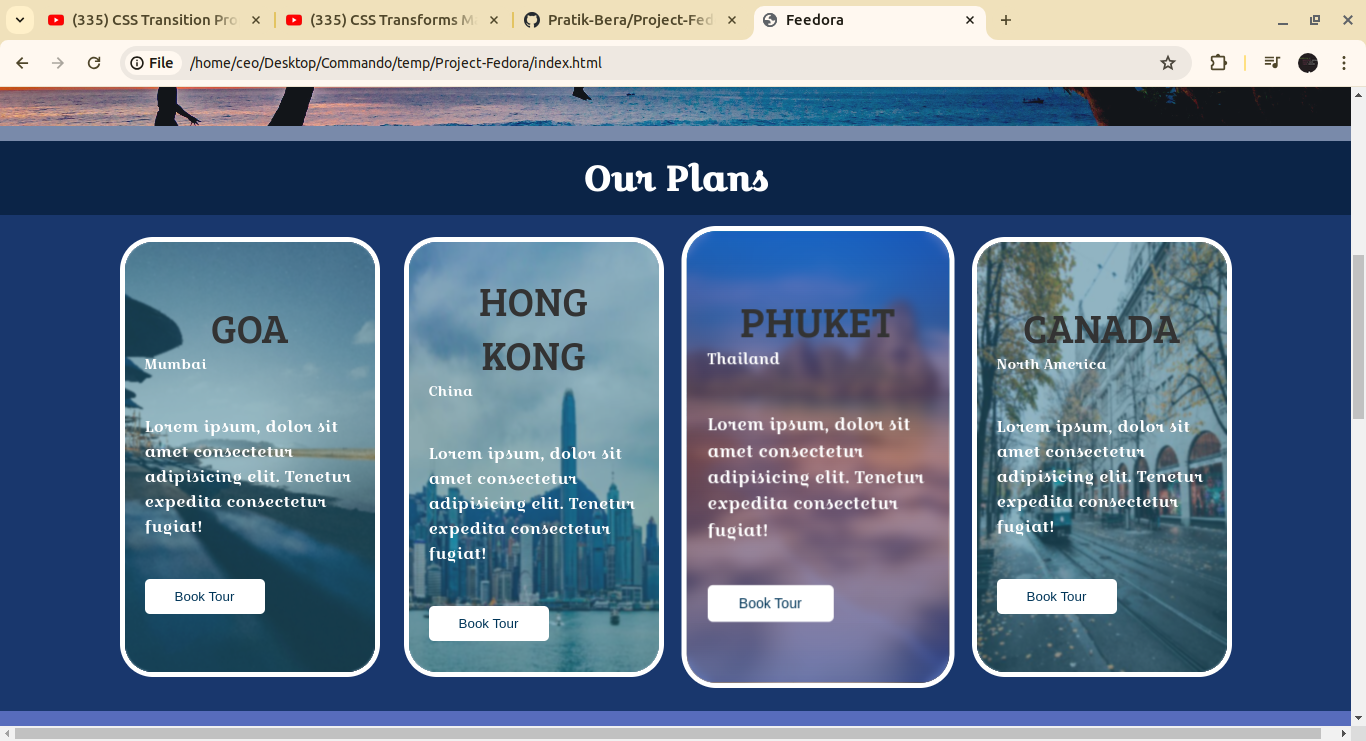 (335) CSS Transition Pro
(335) CSS Transforms M
Pratik-Bera/Project-Fed
Feedora
File
/home/ceo/Desktop/Commando/temp/Project-Fedora/index.html
Our Plans
GOA
Mumbai
Lorem ipsum, dolor sit
amet consectetur
adipisicing elit. Tenetur
expedita consectetur
fugiat!
Book Tour
HONG
KONG
China
Lorem ipsum, dolor sit
amet consectetur
adipisicing elit. Tenetur
expedita consectetur
fugiat!
Book Tour
PHUKET
Thailand
Lorem ipsum, dolor sit
amet consectetur
adipisicing elit. Tenetur
expedita consectetur
fugiat!
Book Tour
CANADA
North America
Lorem ipsum, dolor sit
amet consectetur
adipisicing elit. Tenetur
expedita consectetur
fugiat!
Book Tour